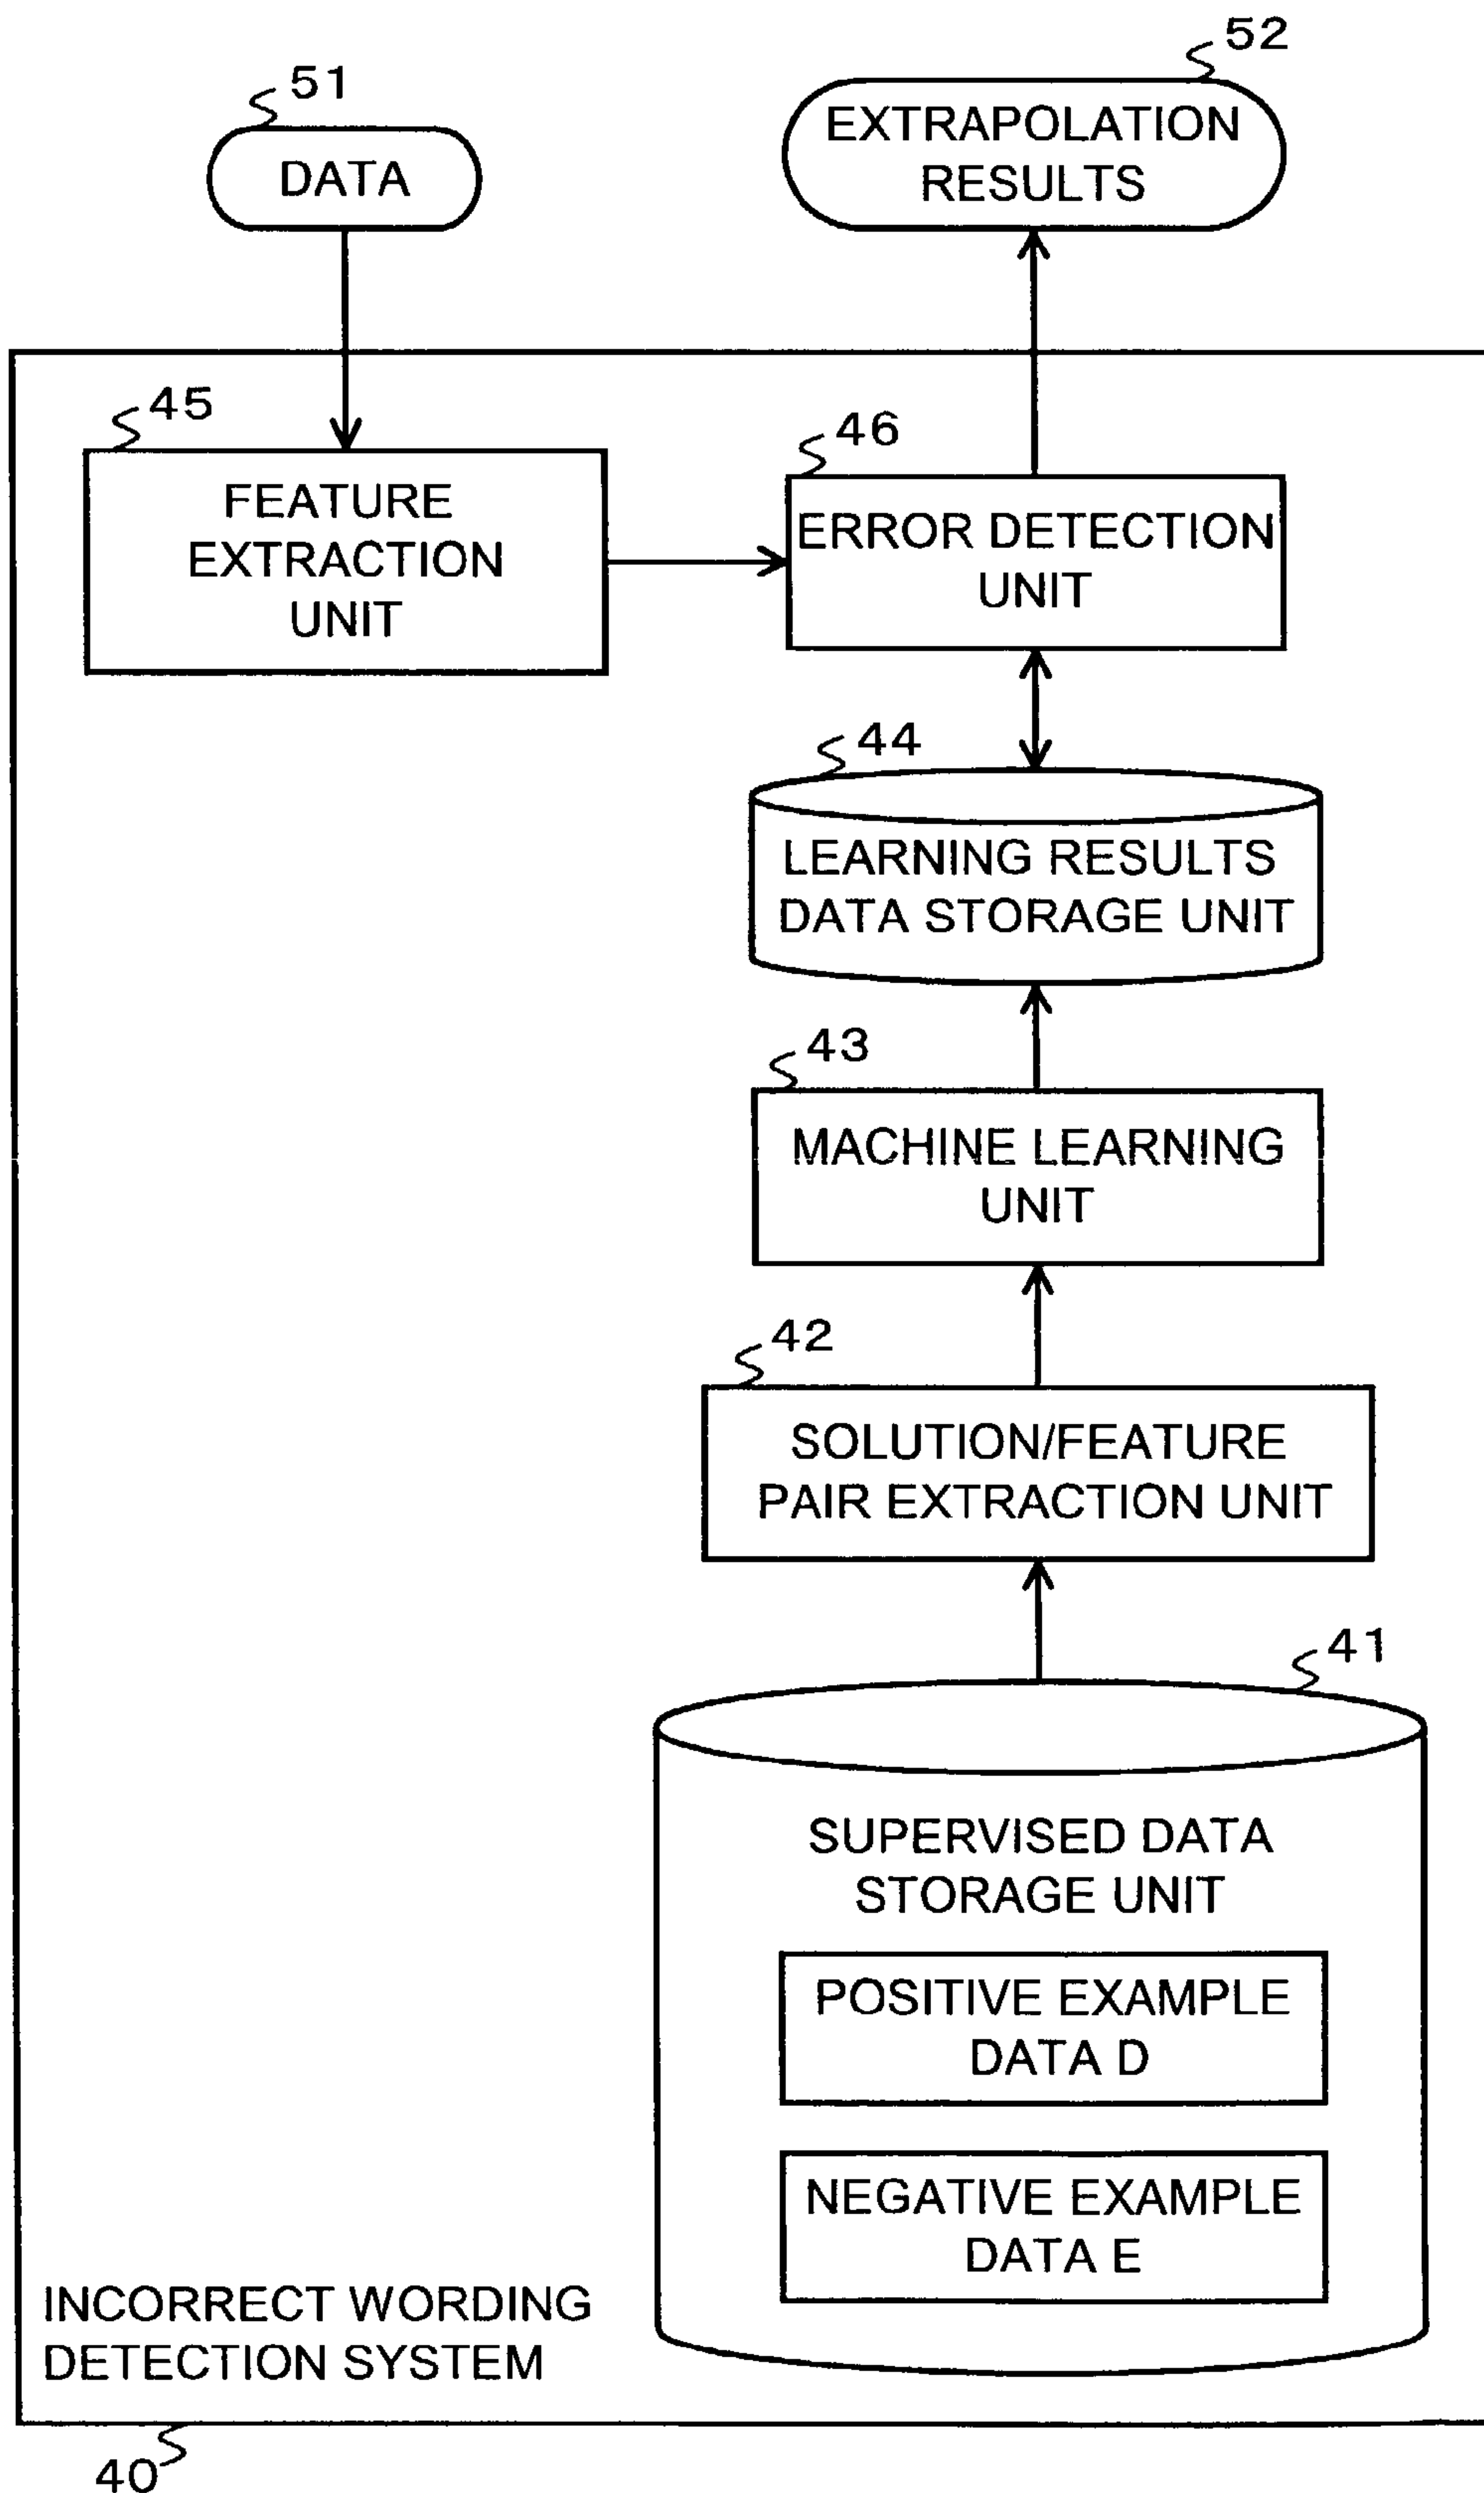 52
51
EXTRAPOLATION
RESULTS
DATA
45
46
FEATURE
EXTRACTION
UNIT
ERROR DETECTION
UNIT
44
LEARNING RESULTS
DATA STORAGE UNIT
43
MACHINE LEARNING
UNIT
42
SOLUTION/FEATURE
PAIR EXTRACTION UNIT
41
SUPERVISED DATA
STORAGE UNIT
POSITIVE EXAMPLE
DATA D
NEGATIVE EXAMPLE
DATA E
INCORRECT WORDING
DETECTION SYSTEM
40